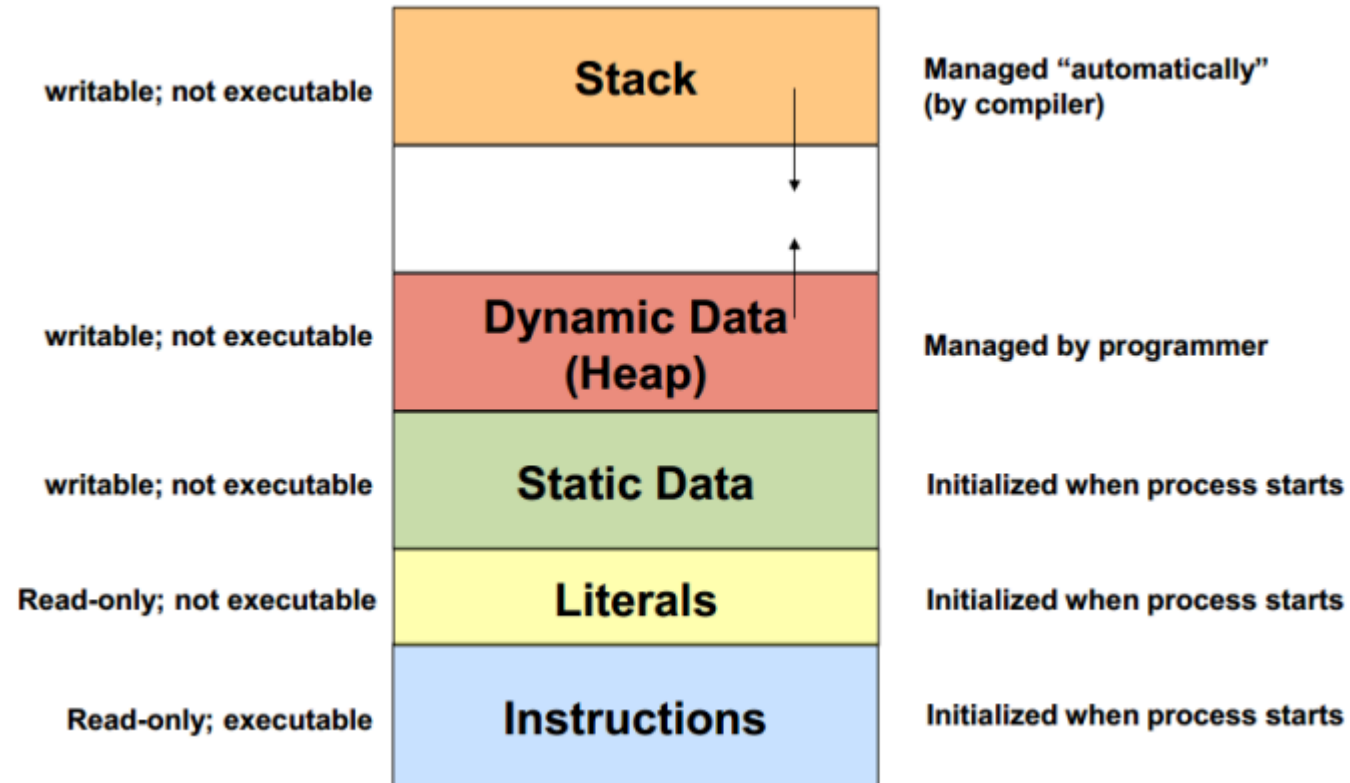 writable; not executable
Stack
Managed “automatically”
(by compiler)
writable; not executable
Dynamic Data
(Heap)
Managed by programmer
writable; not executable
Static Data
Initialized when process starts
Read-only; not executable
Literals
Initialized when process starts
Read-only; executable
Instructions
Initialized when process starts